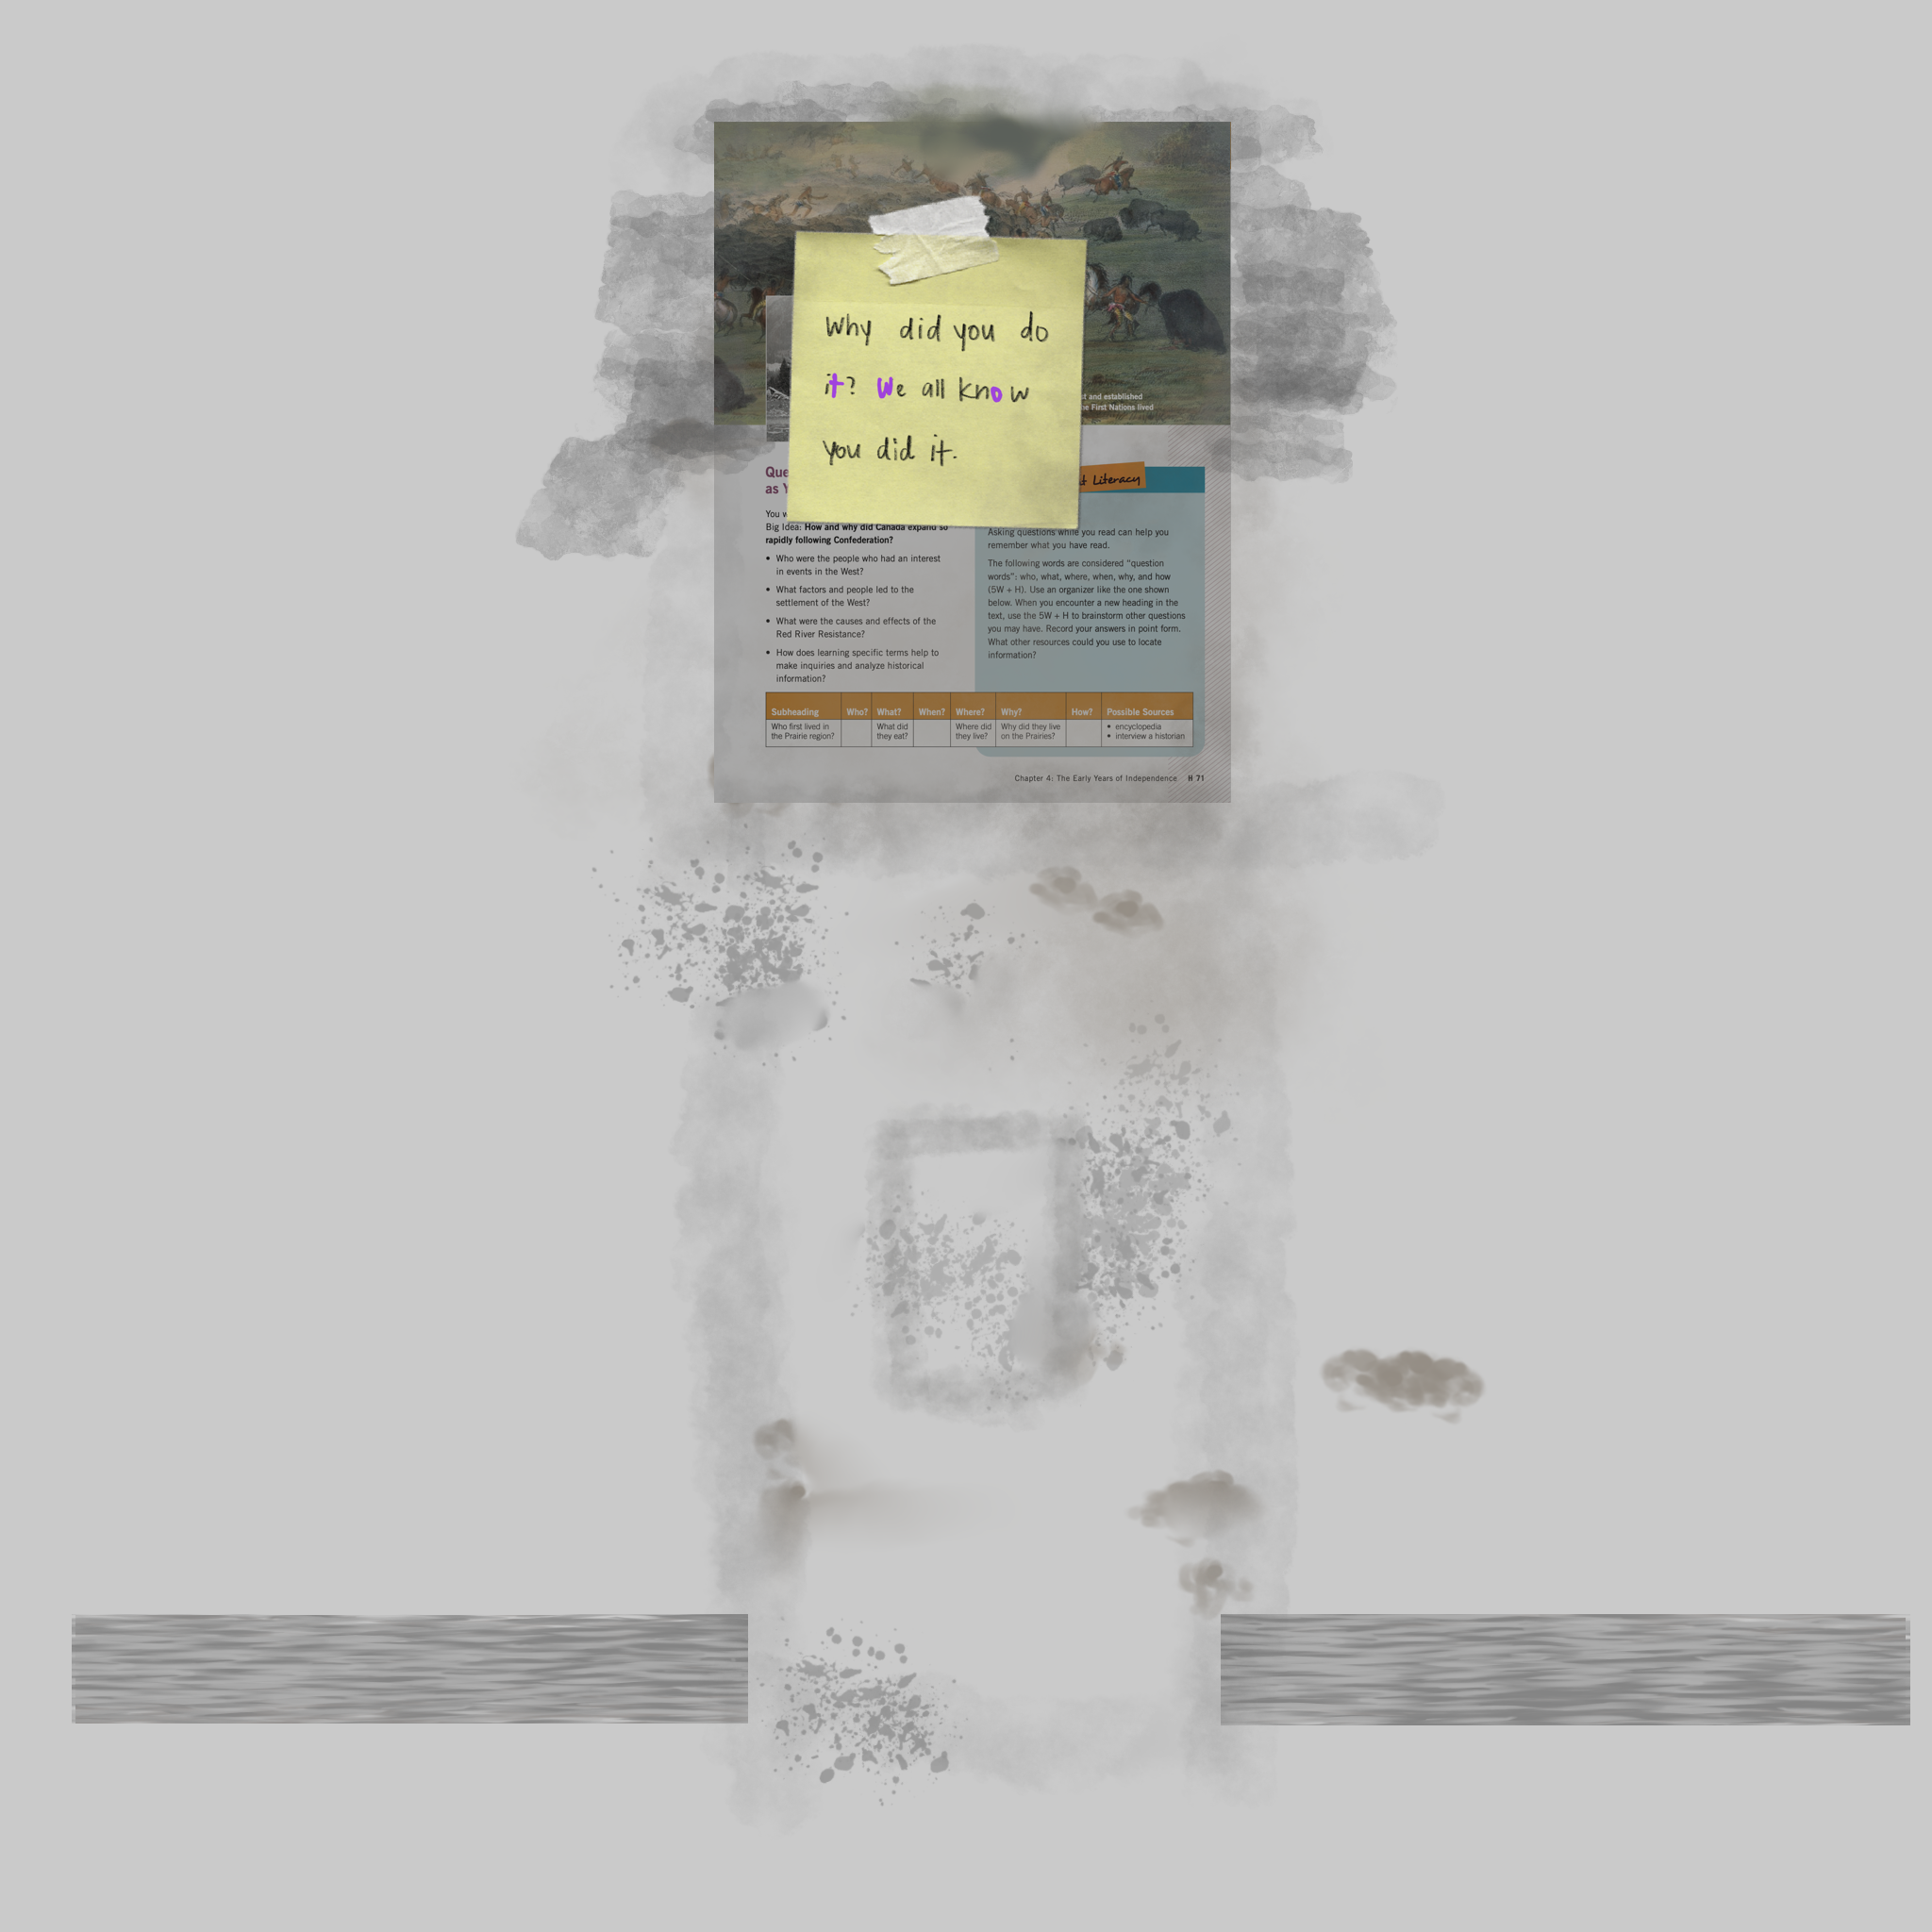 Why did you do
it? We all know
you did it.
st and established
e First Nations lived
Que
as Y
You w
Big Idea: How and why did Canada expand so
rapidly following Confederation?
• Who were the people who had an interest
in events in the West?
• What factors and people led to the
settlement of the West?
• What were the causes and effects of the
Red River Resistance?
• How does learning specific terms help to
make inquiries and analyze historical
information?
t Literacy
Asking questions while you read can help you
remember what you have read.
The following words are considered "question
words": who, what, where, when, why, and how
(5W + H). Use an organizer like the one shown
below. When you encounter a new heading in the
text, use the 5W + H to brainstorm other questions
you may have. Record your answers in point form.
What other resources could you use to locate
information?
Subheading Who? What? When? Where? Why? How? Possible Sources
Who first lived in What did Where did Why did they live • encyclopedia
the Prairie region? they eat? they live? on the Prairies? • interview a historian
Chapter 4: The Early Years of Independence 71